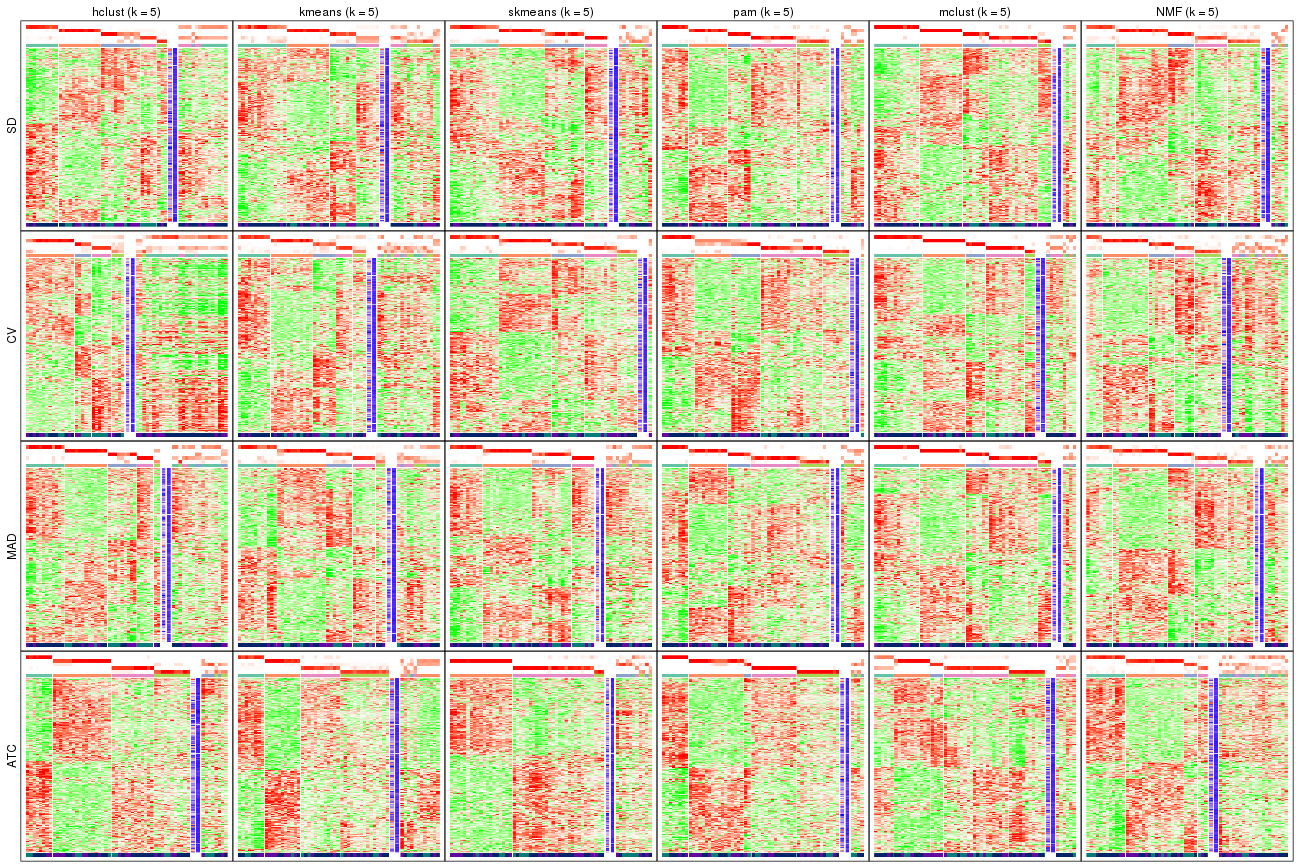 hclust (k = 5)
kmeans (k = 5)
skmeans (k = 5)
pam (k = 5)
mclust (k = 5)
NMF (k = 5)
SD
CV
MAD
ATC